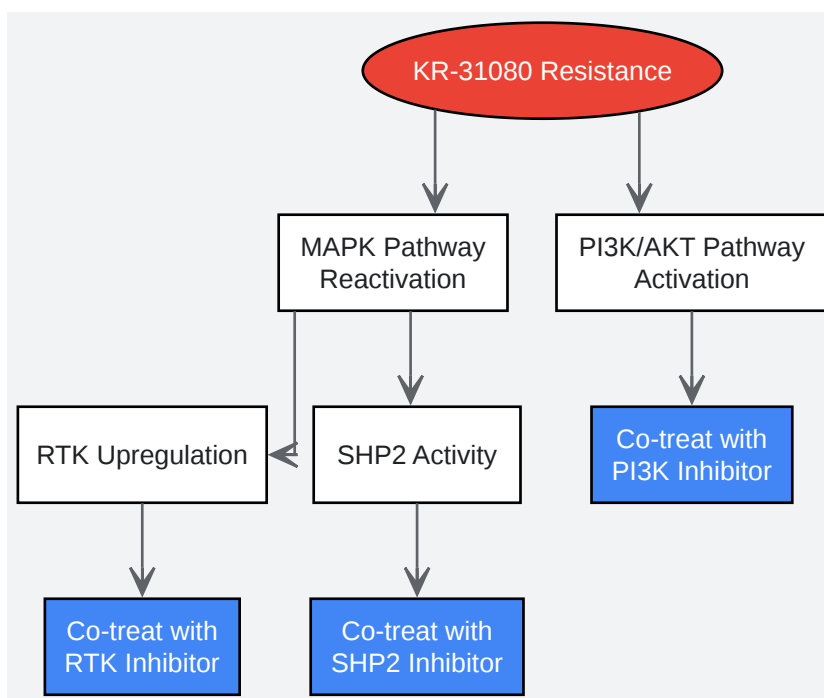 KR-31080 Resistance
MAPK Pathway
Reactivation
PI3K/AKT Pathway
Activation
RTK Upregulation
SHP2 Activity
Co-treat with
PI3K Inhibitor
Co-treat with
RTK Inhibitor
Co-treat with
SHP2 Inhibitor